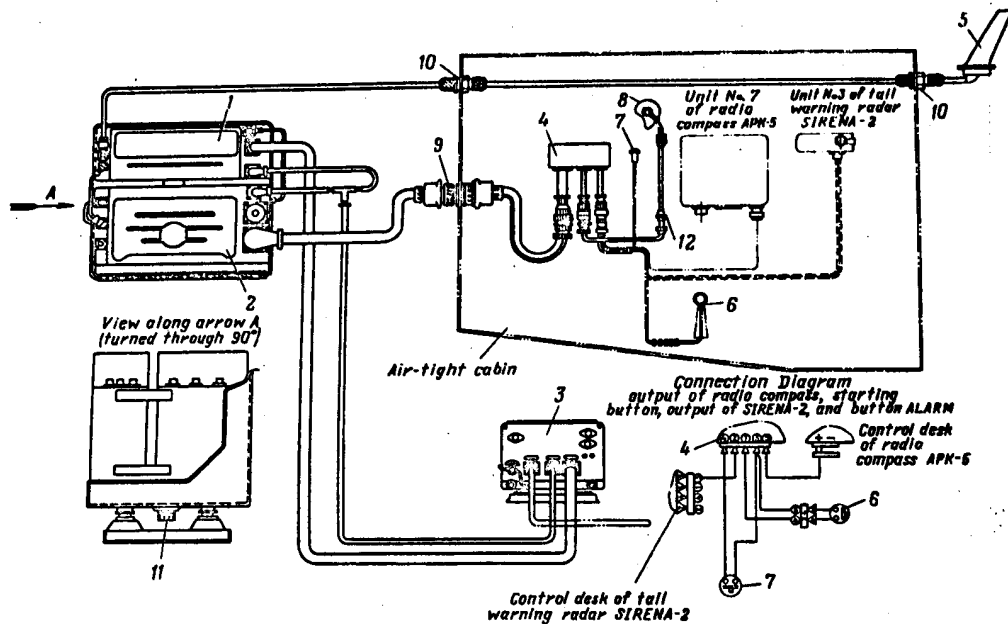 5
10
1
8
Unit No. 7
of radio
compass АРК-5
Unit No.3 of tail
warning radar
SIRENA-2
10
7
4
9
A
12
2
6
View along arrow A
(turned through 90°)
Air-tight cabin
11
3
Connection Diagram
output of radio compass, starting
button, output of SIRENA-2, and button ALARM
4
+ -
Control desk
of radio
compass АРК-5
6
7
Control desk of tail
warning radar SIRENA-2